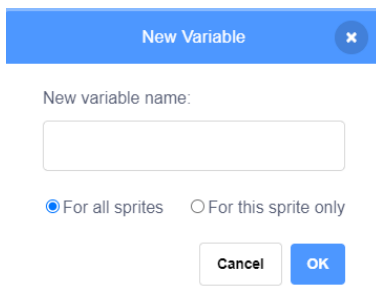 New Variable
New variable name:
For all sprites For this sprite only
Cancel OK